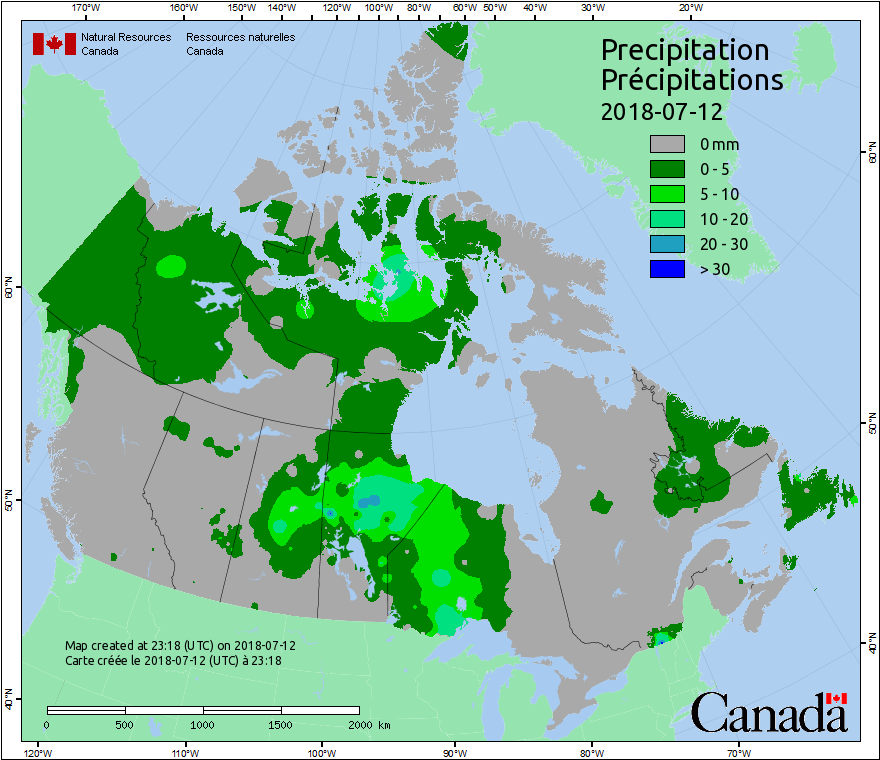 170°W 160°W 150°W 140°W 120°W 100°W 80°W 60°W 50°W 40°W 30°W 20°W
Natural Resources Ressources naturelles
Canada Canada
Precipitation
Précipitations
2018-07-12
0 mm
0 - 5
5 - 10
10 - 20
20 - 30
> 30
60°N
60°N
50°N
50°N
40°N
40°N
Map created at 23:18 (UTC) on 2018-07-12
Carte créée le 2018-07-12 (UTC) à 23:18
0 500 1000 1500 2000 km
Canada
120°W 110°W 100°W 90°W 80°W 70°W